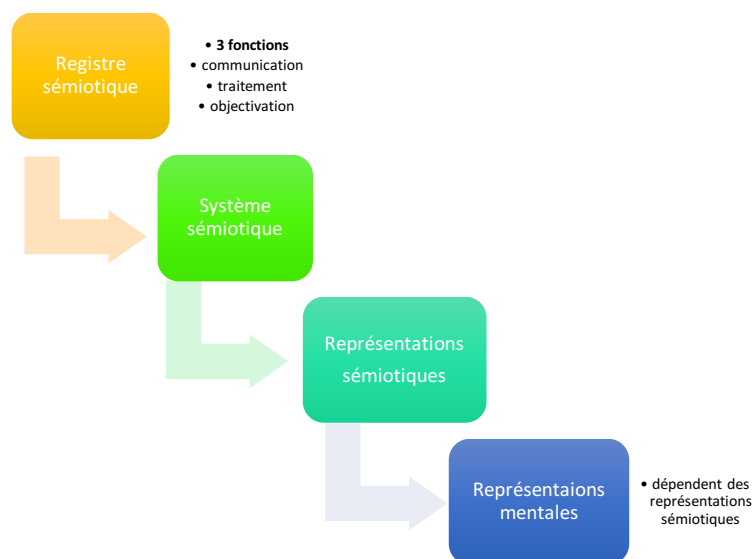 Registre
sémiotique
• 3 fonctions
• communication
• traitement
• objectivation
Système
sémiotique
Représentations
sémiotiques
Représentaions
mentales
• dépendent des
représentations
sémiotiques